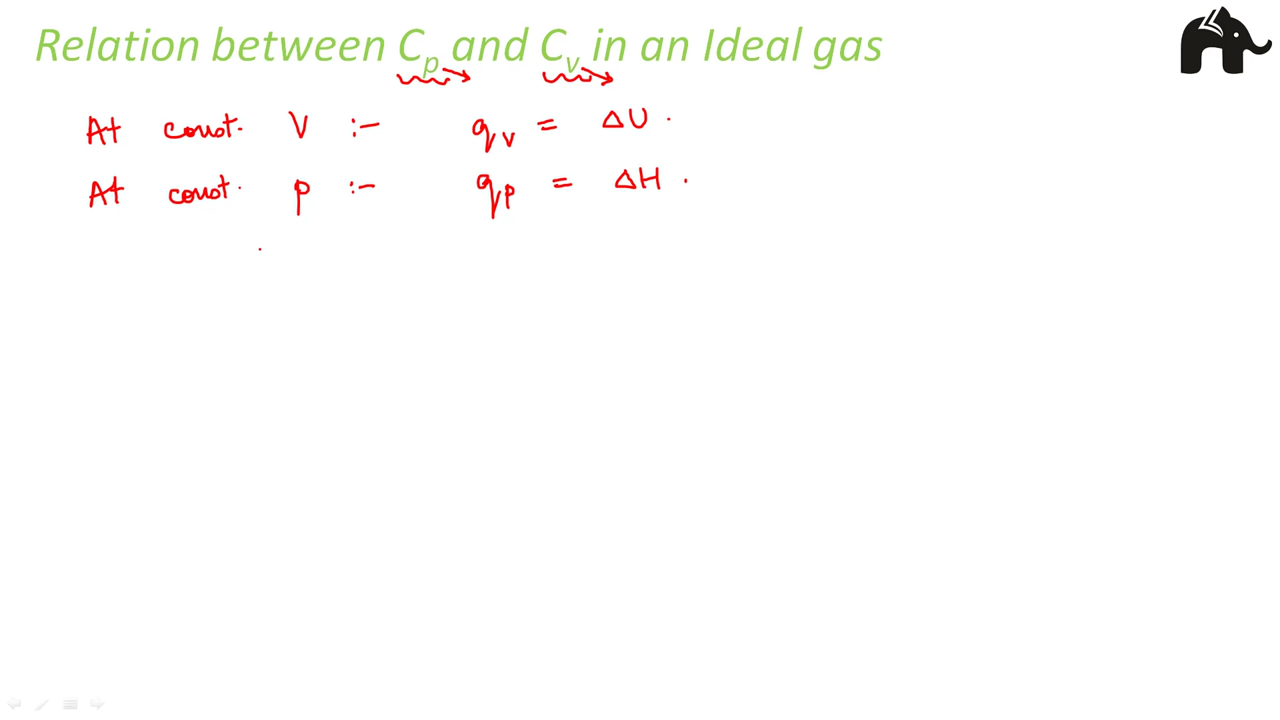 Relation between Cp and Cv in an Ideal gas
At const. V :- qv = ΔU.
At const. p :- qp = ΔH.